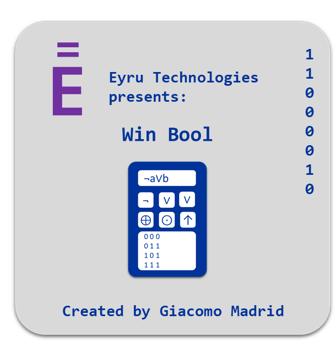 Ē
Eyru Technologies
presents:
Win Bool
¬aVb
¬ V V
⊕ ⊙ ↑
0 0 0
0 1 1
1 0 1
1 1 1
1
1
0
0
0
0
1
0
Created by Giacomo Madrid